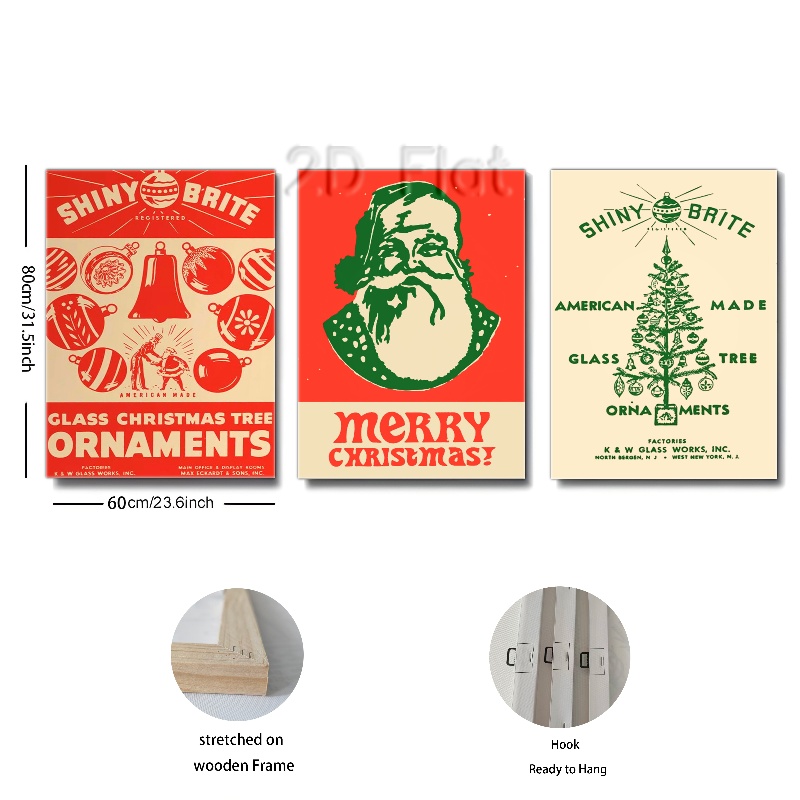 2D Flat
SHINY BRITE
REGISTERED
AMERICAN MADE
GLASS CHRISTMAS TREE
ORNAMENTS
FACTORIES
K & W GLASS WORKS, INC.
MAIN OFFICE & DISPLAY ROOMS
MAX ECKARDT & SONS, INC.
MERRY
CHRISTMAS!
SHINY BRITE
REGISTERED
AMERICAN MADE
GLASS TREE
ORNAMENTS
FACTORIES
K & W GLASS WORKS, INC.
NORTH BERGEN, N J • WEST NEW YORK, N. J.
80cm/31.5inch
60cm/23.6inch
stretched on
wooden Frame
Hook
Ready to Hang